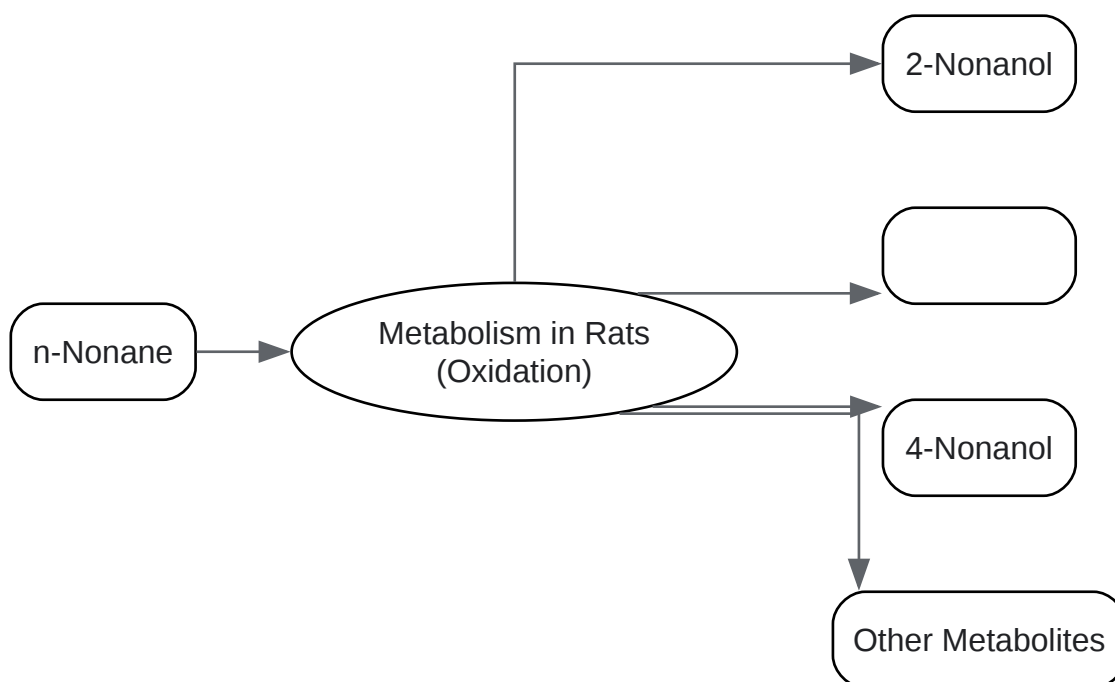 2-Nonanol
n-Nonane
Metabolism in Rats
(Oxidation)
4-Nonanol
Other Metabolites